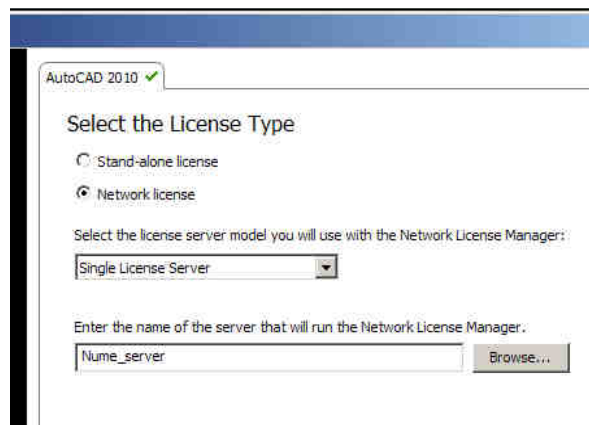 AutoCAD 2010
Select the License Type
Stand-alone license
Network license
Select the license server model you will use with the Network License Manager:
Single License Server
Enter the name of the server that will run the Network License Manager.
Nume_server
Browse...